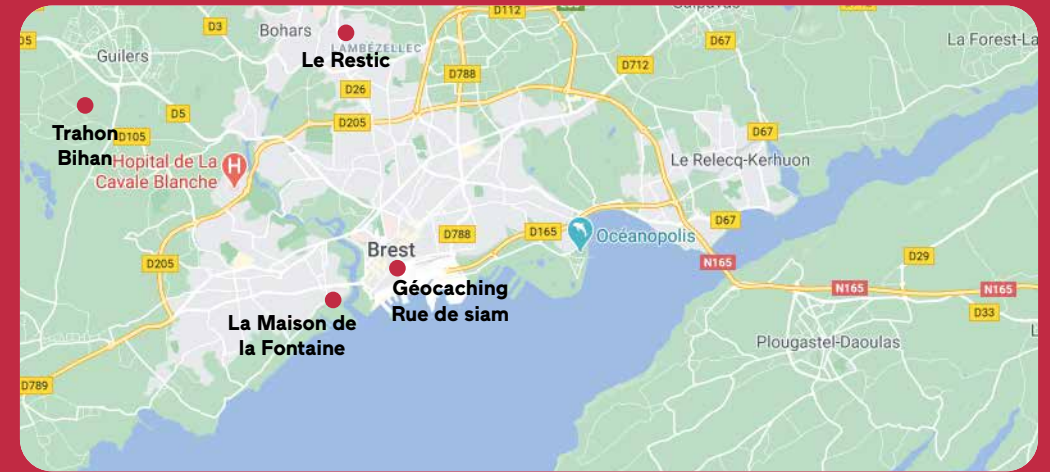 D112
D5
D3
Bohars
D67
La Forest-La
Guilers
LAMBÉZELLEC
Le Restic
D788
D712
D26
D5
D205
Trahon
Bihan
D105
D67
Hopital de La
Cavale Blanche
H
Le Relecq-Kerhuon
D67
D788
D165
Océanopolis
Brest
D205
N165
D29
Géocaching
Rue de siam
N165
N165
La Maison de
la Fontaine
D33
Plougastel-Daoulas
D789